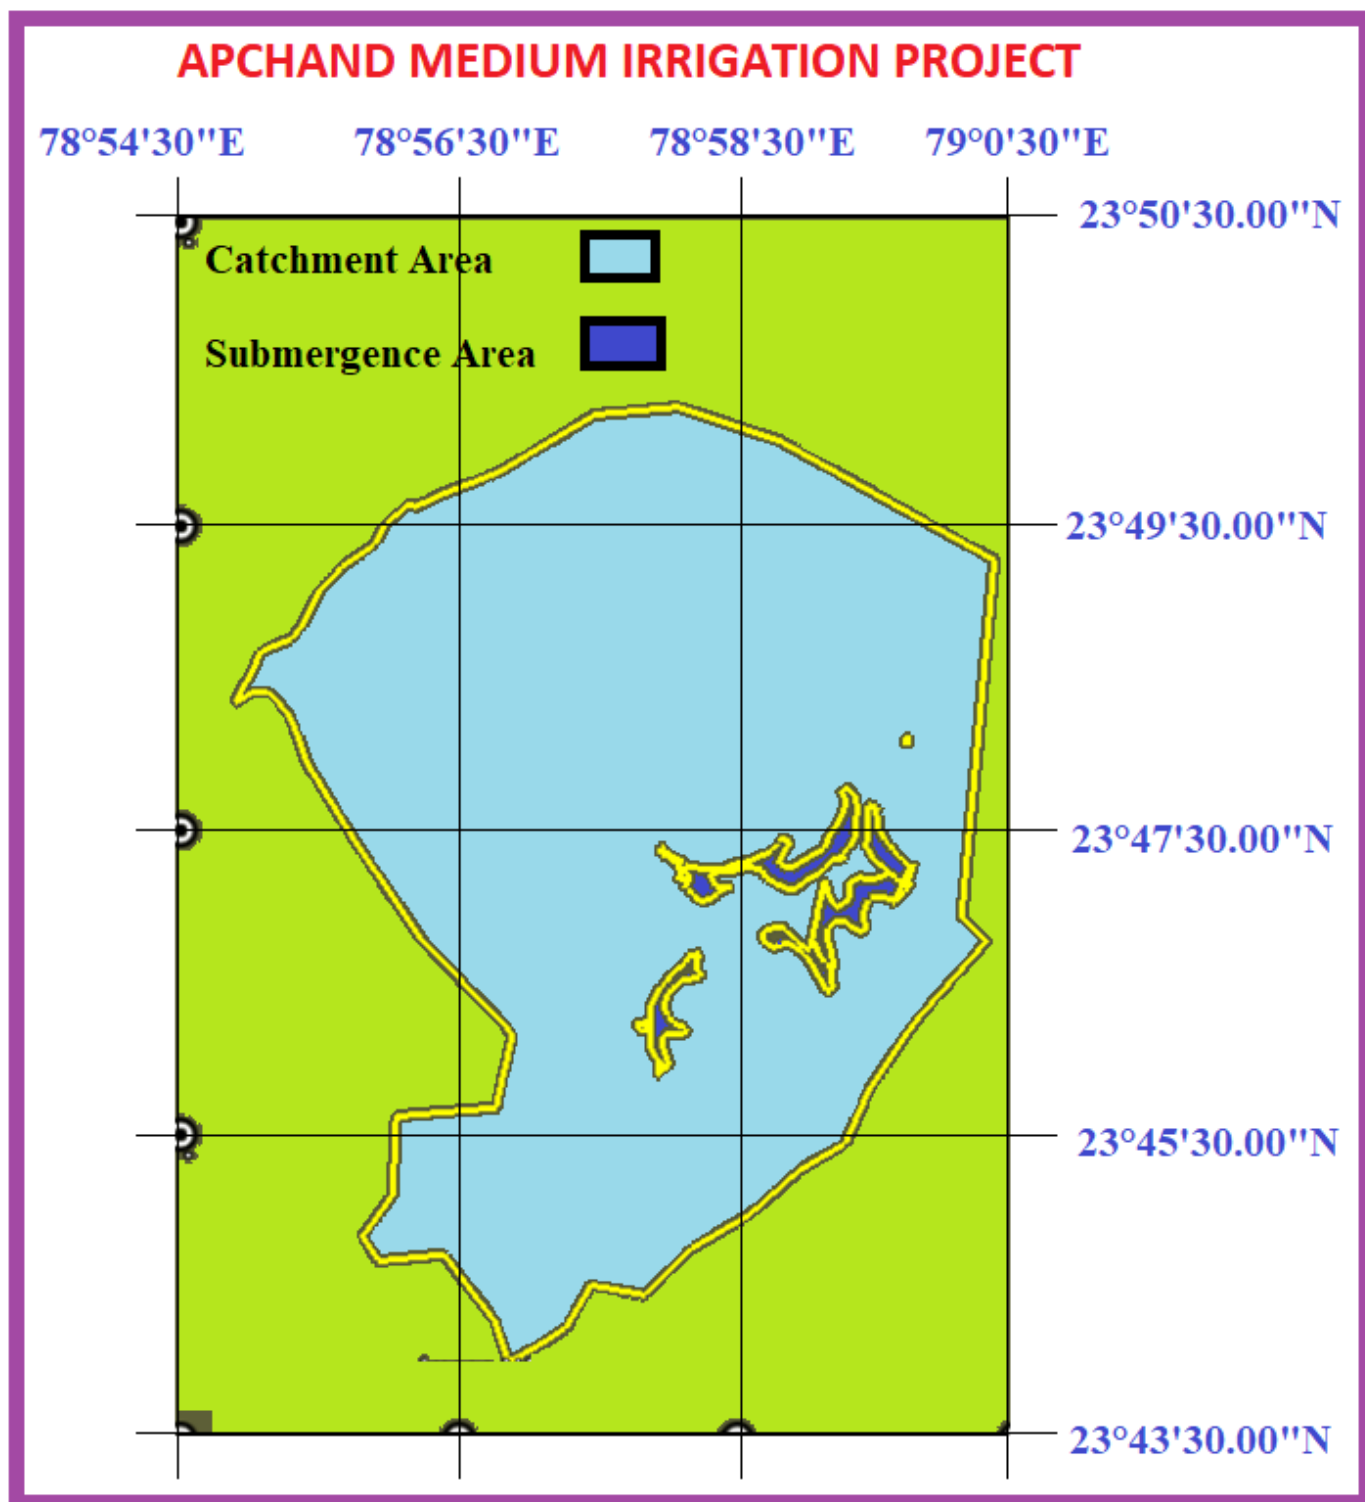 APCHAND MEDIUM IRRIGATION PROJECT
78°54'30"E 78°56'30"E 78°58'30"E 79°0'30"E
23°50'30.00"N
Catchment Area
Submergence Area
23°49'30.00"N
23°47'30.00"N
23°45'30.00"N
23°43'30.00"N